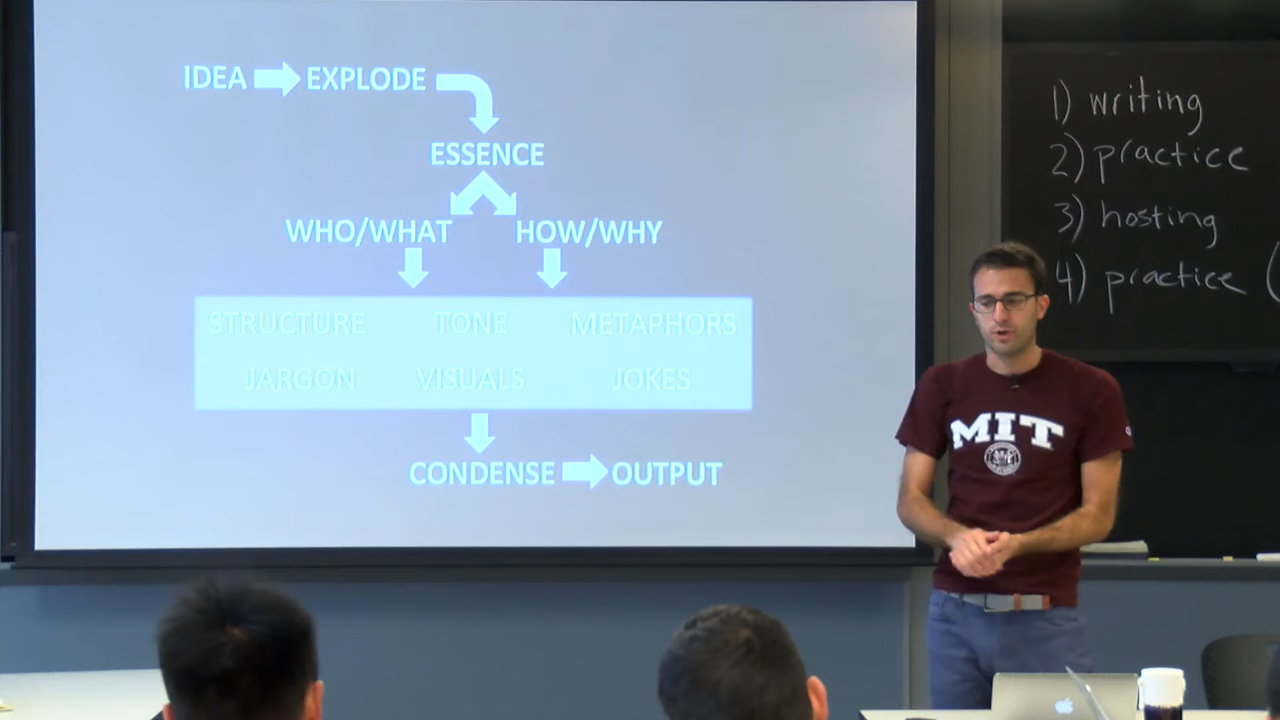 IDEA EXPLODE
ESSENCE
WHO/WHAT HOW/WHY
STRUCTURE TONE METAPHORS
JARGON VISUALS JOKES
CONDENSE OUTPUT
1) writing
2) practice
3) hosting
4) practice (
MIT